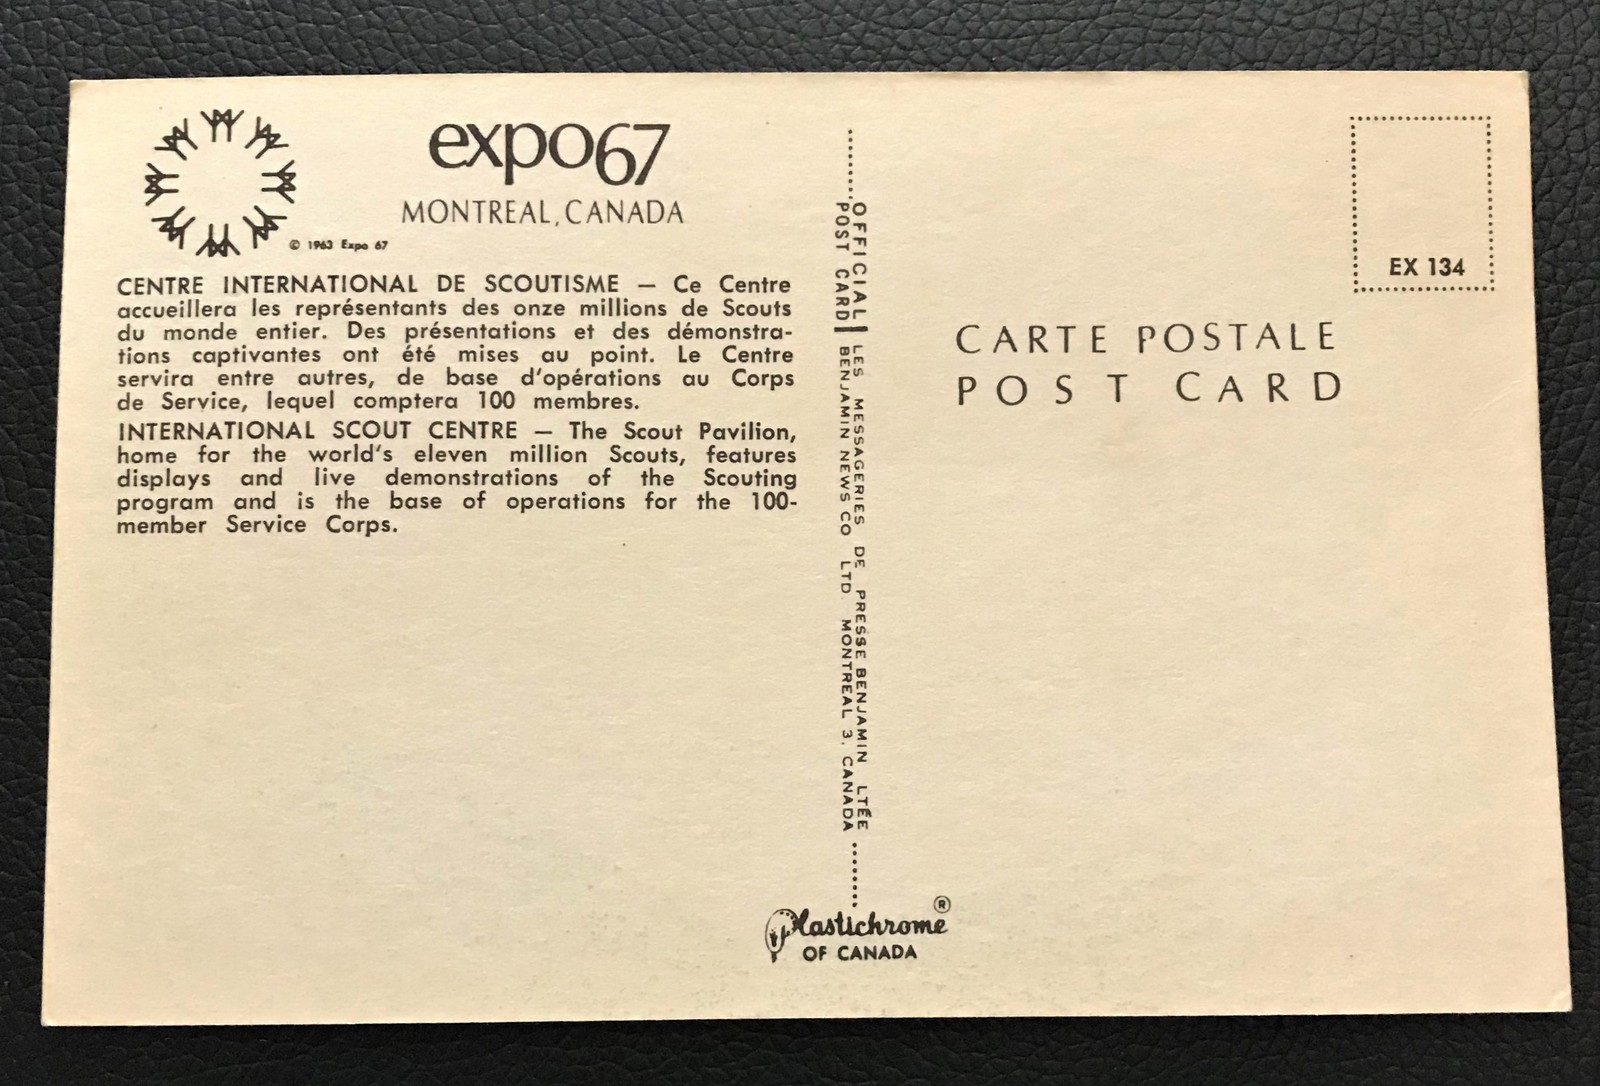 expo67
MONTREAL, CANADA
© 1963 Expo 67
CENTRE INTERNATIONAL DE SCOUTISME — Ce Centre
accueillera les représentants des onze millions de Scouts
du monde entier. Des présentations et des démonstra-
tions captivantes ont été mises au point. Le Centre
servira entre autres, de base d'opérations au Corps
de Service, lequel comptera 100 membres.
INTERNATIONAL SCOUT CENTRE — The Scout Pavilion,
home for the world's eleven million Scouts, features
displays and live demonstrations of the Scouting
program and is the base of operations for the 100-
member Service Corps.
OFFICIAL LES MESSAGERIES DE PRESSE BENJAMIN LTÉE
POST CARD BENJAMIN NEWS CO LTD. MONTREAL 3, CANADA
Plastichrome ®
OF CANADA
EX 134
CARTE POSTALE
POST CARD